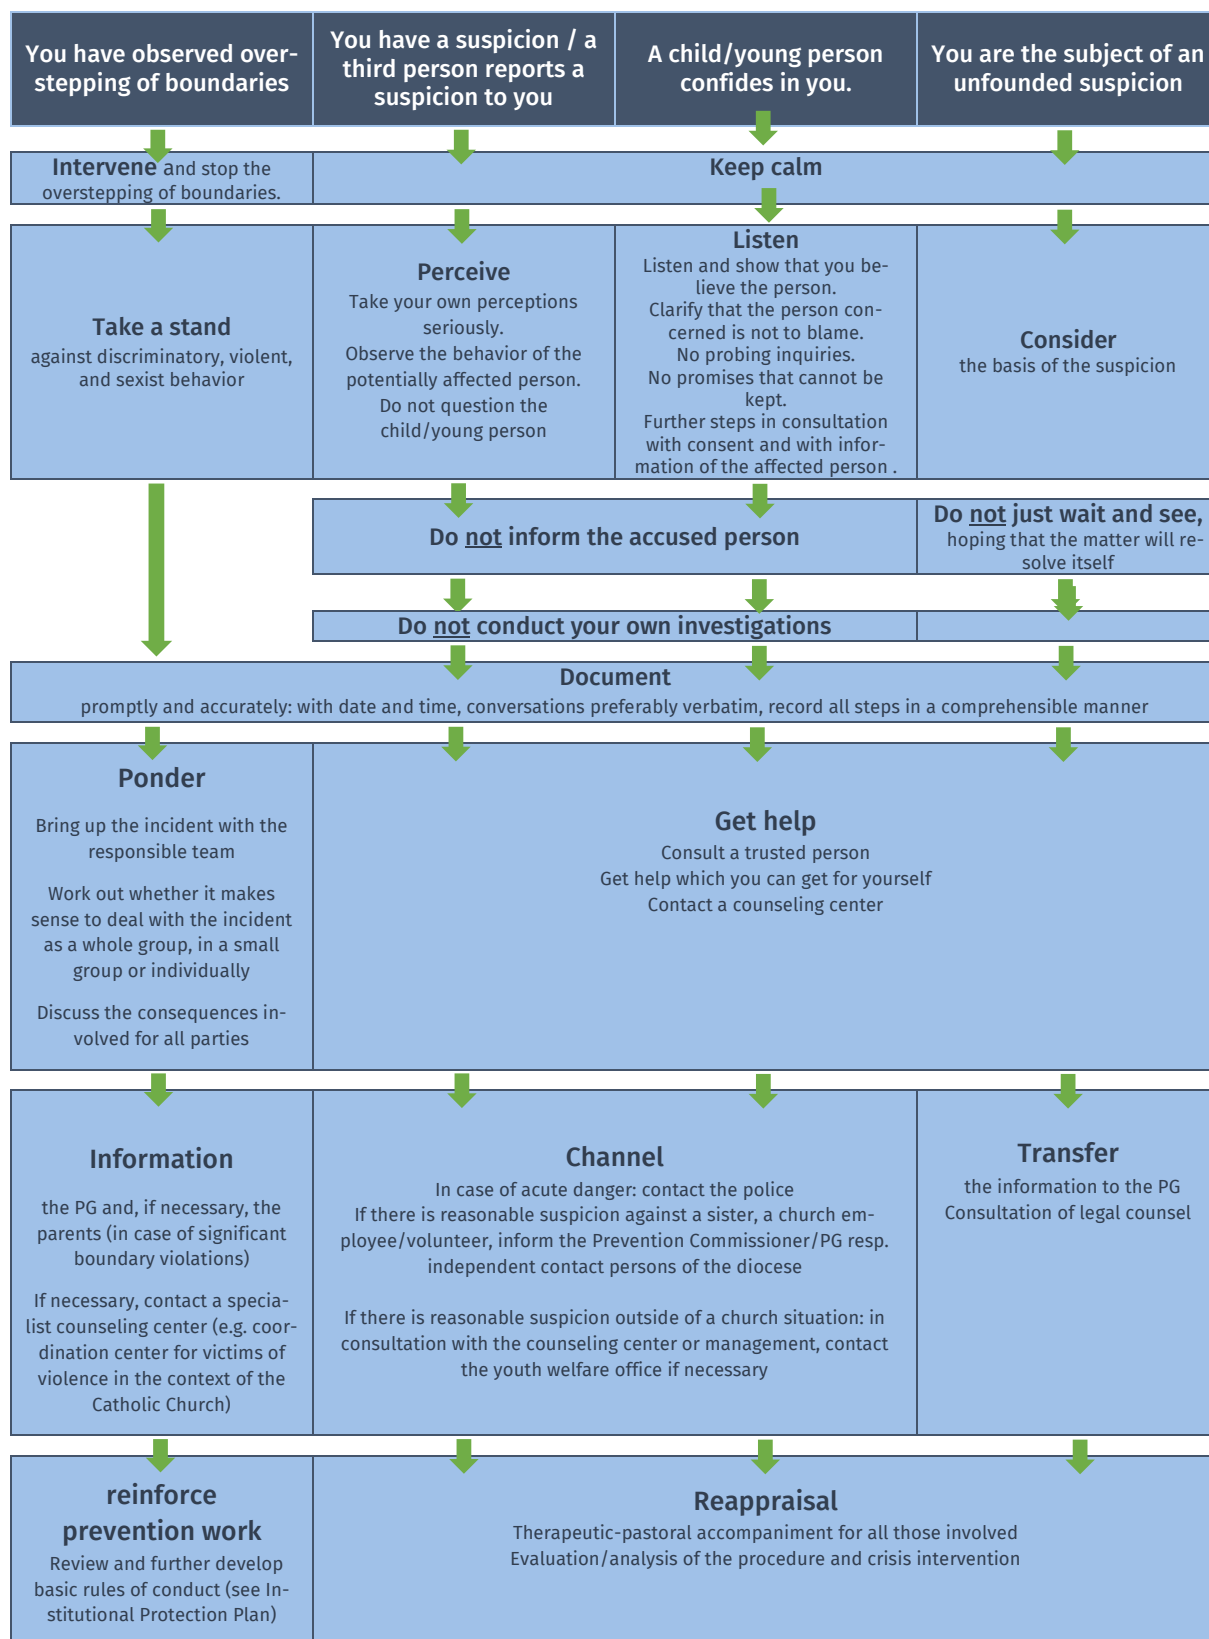 You have observed over-
stepping of boundaries
You have a suspicion / a
third person reports a
suspicion to you
A child/young person
confides in you.
You are the subject of an
unfounded suspicion
Intervene and stop the
overstepping of boundaries.
Keep calm
Take a stand
against discriminatory, violent,
and sexist behavior
Perceive
Take your own perceptions
seriously.
Observe the behavior of the
potentially affected person.
Do not question the
child/young person
Listen
Listen and show that you be-
lieve the person.
Clarify that the person con-
cerned is not to blame.
No probing inquiries.
No promises that cannot be
kept.
Further steps in consultation
with consent and with infor-
mation of the affected person .
Consider
the basis of the suspicion
Do not inform the accused person
Do not just wait and see,
hoping that the matter will re-
solve itself
Do not conduct your own investigations
Document
promptly and accurately: with date and time, conversations preferably verbatim, record all steps in a comprehensible manner
Ponder
Bring up the incident with the
responsible team
Work out whether it makes
sense to deal with the incident
as a whole group, in a small
group or individually
Discuss the consequences in-
volved for all parties
Get help
Consult a trusted person
Get help which you can get for yourself
Contact a counseling center
Information
the PG and, if necessary, the
parents (in case of significant
boundary violations)
If necessary, contact a specia-
list counseling center (e.g. coor-
dination center for victims of
violence in the context of the
Catholic Church)
Channel
In case of acute danger: contact the police
If there is reasonable suspicion against a sister, a church em-
ployee/volunteer, inform the Prevention Commissioner/PG resp.
independent contact persons of the diocese
If there is reasonable suspicion outside of a church situation: in
consultation with the counseling center or management, contact
the youth welfare office if necessary
Transfer
the information to the PG
Consultation of legal counsel
reinforce
prevention work
Review and further develop
basic rules of conduct (see In-
stitutional Protection Plan)
Reappraisal
Therapeutic-pastoral accompaniment for all those involved
Evaluation/analysis of the procedure and crisis intervention